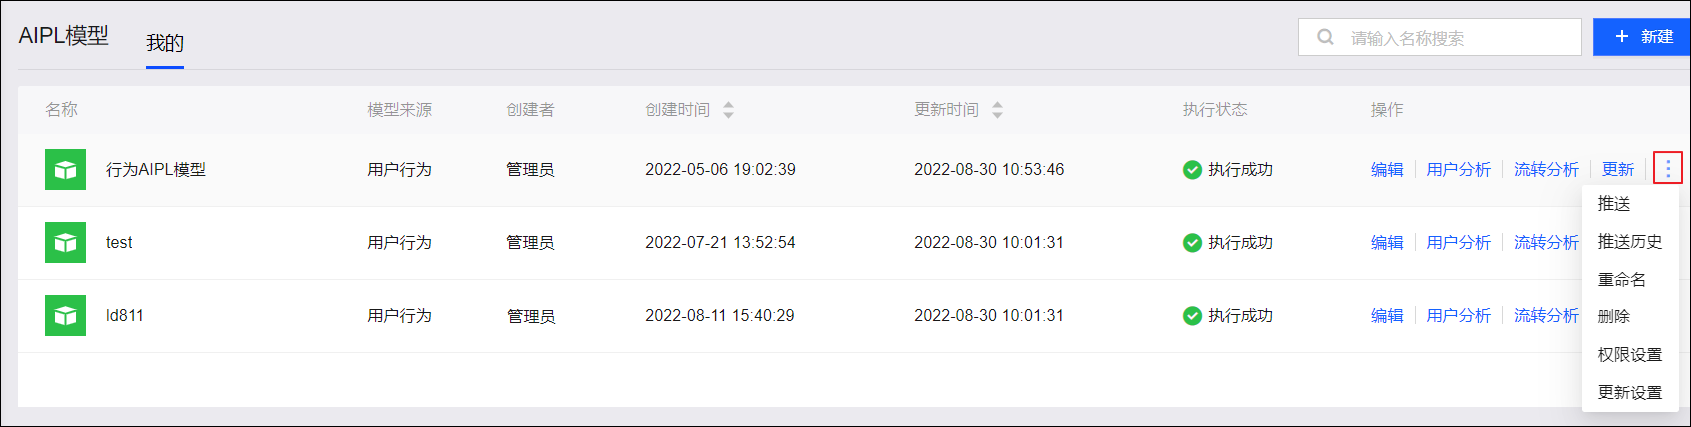 AIPL模型 我的 请输入名称搜索 + 新建
名称 模型来源 创建者 创建时间 更新时间 执行状态 操作
行为AIPL模型 用户行为 管理员 2022-05-06 19:02:39 2022-08-30 10:53:46 执行成功 编辑 用户分析 流转分析 更新
推送
test 用户行为 管理员 2022-07-21 13:52:54 2022-08-30 10:01:31 执行成功 编辑 用户分析 流转分析 推送历史
重命名
ld811 用户行为 管理员 2022-08-11 15:40:29 2022-08-30 10:01:31 执行成功 编辑 用户分析 流转分析 删除
权限设置
更新设置